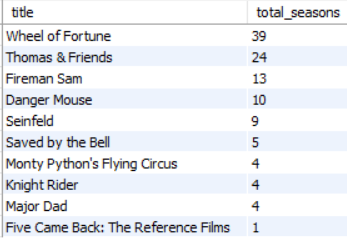 title total_seasons
Wheel of Fortune 39
Thomas & Friends 24
Fireman Sam 13
Danger Mouse 10
Seinfeld 9
Saved by the Bell 5
Monty Python's Flying Circus 4
Knight Rider 4
Major Dad 4
Five Came Back: The Reference Films 1